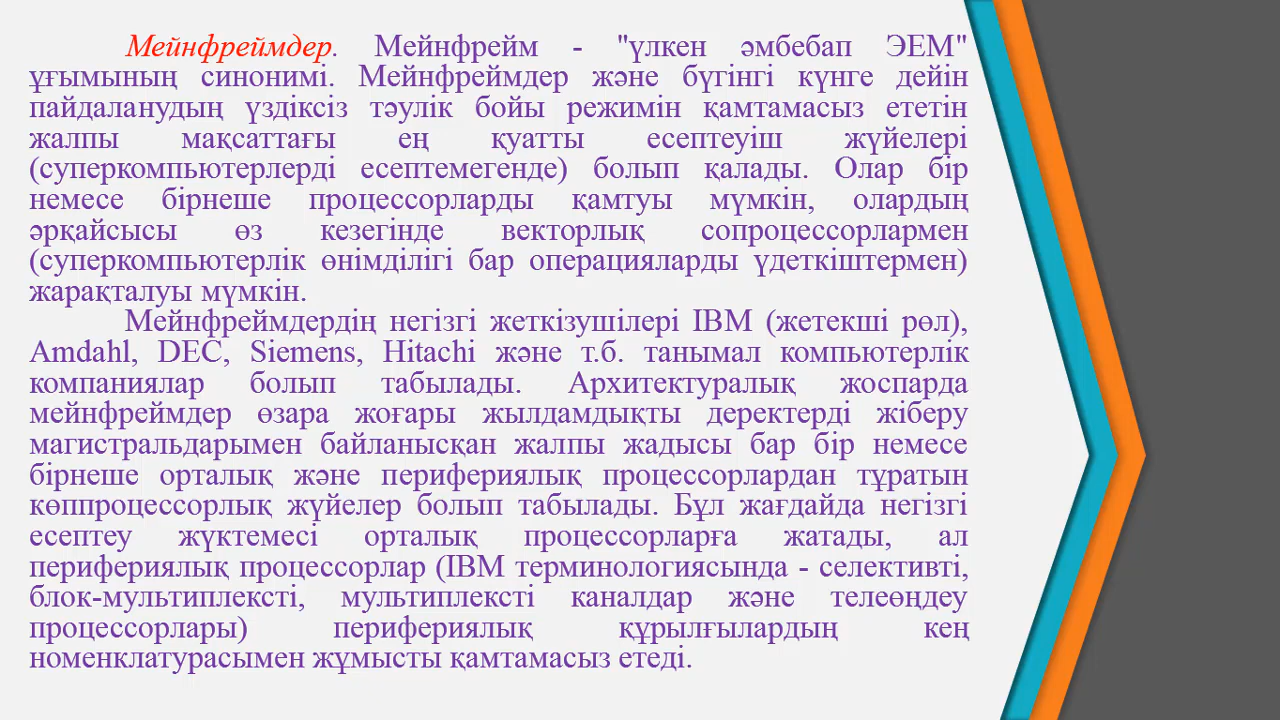 Мейнфреймдер. Мейнфрейм - "үлкен әмбебап ЭЕМ"
ұғымының синонимі. Мейнфреймдер және бүгінгі күнге дейін
пайдаланудың үздіксіз тәулік бойы режимін қамтамасыз ететін
жалпы мақсаттағы ең қуатты есептеуіш жүйелері
(суперкомпьютерлерді есептемегенде) болып қалады. Олар бір
немесе бірнеше процессорларды қамтуы мүмкін, олардың
әрқайсысы өз кезегінде векторлық сопроцессорлармен
(суперкомпьютерлік өнімділігі бар операцияларды үдеткіштермен)
жарақталуы мүмкін.
Мейнфреймдердің негізгі жеткізушілері IBM (жетекші рөл),
Amdahl, DEC, Siemens, Hitachi және т.б. танымал компьютерлік
компаниялар болып табылады. Архитектуралық жоспарда
мейнфреймдер өзара жоғары жылдамдықты деректерді жіберу
магистральдарымен байланысқан жалпы жадысы бар бір немесе
бірнеше орталық және перифериялық процессорлардан тұратын
көппроцессорлық жүйелер болып табылады. Бұл жағдайда негізгі
есептеу жүктемесі орталық процессорларға жатады, ал
перифериялық процессорлар (IBM терминологиясында - селективті,
блок-мультиплексті, мультиплексті каналдар және телеөңдеу
процессорлары) перифериялық құрылғылардың кең
номенклатурасымен жұмысты қамтамасыз етеді.